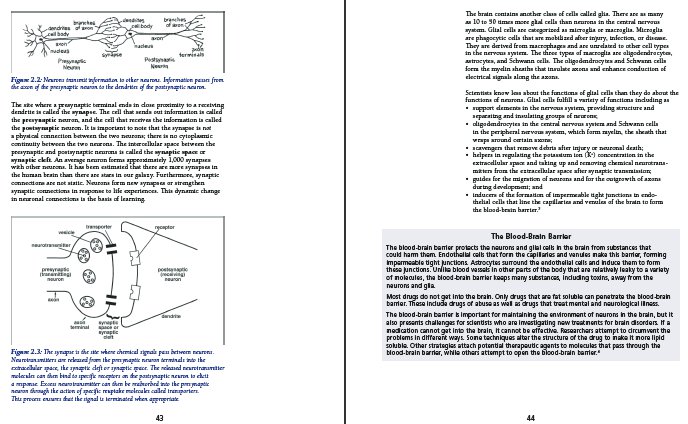 dendrites
cell body
branches
of axon
axon
nucleus
Presynaptic
Neuron
synapse
dendrites
cell body
branches
of axon
axon
nucleus
axon
terminals
Postsynaptic
Neuron
Figure 2.2: Neurons transmit information to other neurons. Information passes from
the axon of the presynaptic neuron to the dendrites of the postsynaptic neuron.
The site where a presynaptic terminal ends in close proximity to a receiving
dendrite is called the synapse. The cell that sends out information is called
the presynaptic neuron, and the cell that receives the information is called
the postsynaptic neuron. It is important to note that the synapse is not
a physical connection between the two neurons; there is no cytoplasmic
continuity between the two neurons. The intercellular space between the
presynaptic and postsynaptic neurons is called the synaptic space or
synaptic cleft. An average neuron forms approximately 1,000 synapses
with other neurons. It has been estimated that there are more synapses in
the human brain than there are stars in our galaxy. Furthermore, synaptic
connections are not static. Neurons form new synapses or strengthen
synaptic connections in response to life experiences. This dynamic change
in neuronal connections is the basis of learning.
transporter
receptor
vesicle
neurotransmitter
presynaptic
(transmitting)
neuron
postsynaptic
(receiving)
neuron
axon
axon
terminal
synaptic
space or
synaptic
cleft
dendrite
Figure 2.3: The synapse is the site where chemical signals pass between neurons.
Neurotransmitters are released from the presynaptic neuron terminals into the
extracellular space, the synaptic cleft or synaptic space. The released neurotransmitter
molecules can then bind to specific receptors on the postsynaptic neuron to elicit
a response. Excess neurotransmitter can then be reabsorbed into the presynaptic
neuron through the action of specific reuptake molecules called transporters.
This process ensures that the signal is terminated when appropriate.
43
The brain contains another class of cells called glia. There are as many
as 10 to 50 times more glial cells than neurons in the central nervous
system. Glial cells are categorized as microglia or macroglia. Microglia
are phagocytic cells that are mobilized after injury, infection, or disease.
They are derived from macrophages and are unrelated to other cell types
in the nervous system. The three types of macroglia are oligodendrocytes,
astrocytes, and Schwann cells. The oligodendrocytes and Schwann cells
form the myelin sheaths that insulate axons and enhance conduction of
electrical signals along the axons.
Scientists know less about the functions of glial cells than they do about the
functions of neurons. Glial cells fulfill a variety of functions including as
• support elements in the nervous system, providing structure and
separating and insulating groups of neurons;
• oligodendrocytes in the central nervous system and Schwann cells
in the peripheral nervous system, which form myelin, the sheath that
wraps around certain axons;
• scavengers that remove debris after injury or neuronal death;
• helpers in regulating the potassium ion (K⁺) concentration in the
extracellular space and taking up and removing chemical neurotrans-
mitters from the extracellular space after synaptic transmission;
• guides for the migration of neurons and for the outgrowth of axons
during development; and
• inducers of the formation of impermeable tight junctions in endo-
thelial cells that line the capillaries and venules of the brain to form
the blood-brain barrier.
The Blood-Brain Barrier
The blood-brain barrier protects the neurons and glial cells in the brain from substances that
could harm them. Endothelial cells that form the capillaries and venules make this barrier, forming
impermeable tight junctions. Astrocytes surround the endothelial cells and induce them to form
these junctions. Unlike blood vessels in other parts of the body that are relatively leaky to a variety
of molecules, the blood-brain barrier keeps many substances, including toxins, away from the
neurons and glia.
Most drugs do not get into the brain. Only drugs that are fat soluble can penetrate the blood-brain
barrier. These include drugs of abuse as well as drugs that treat mental and neurological illness.
The blood-brain barrier is important for maintaining the environment of neurons in the brain, but it
also presents challenges for scientists who are investigating new treatments for brain disorders. If a
medication cannot get into the brain, it cannot be effective. Researchers attempt to circumvent the
problems in different ways. Some techniques alter the structure of the drug to make it more lipid
soluble. Other strategies attach potential therapeutic agents to molecules that pass through the
blood-brain barrier, while others attempt to open the blood-brain barrier.
44